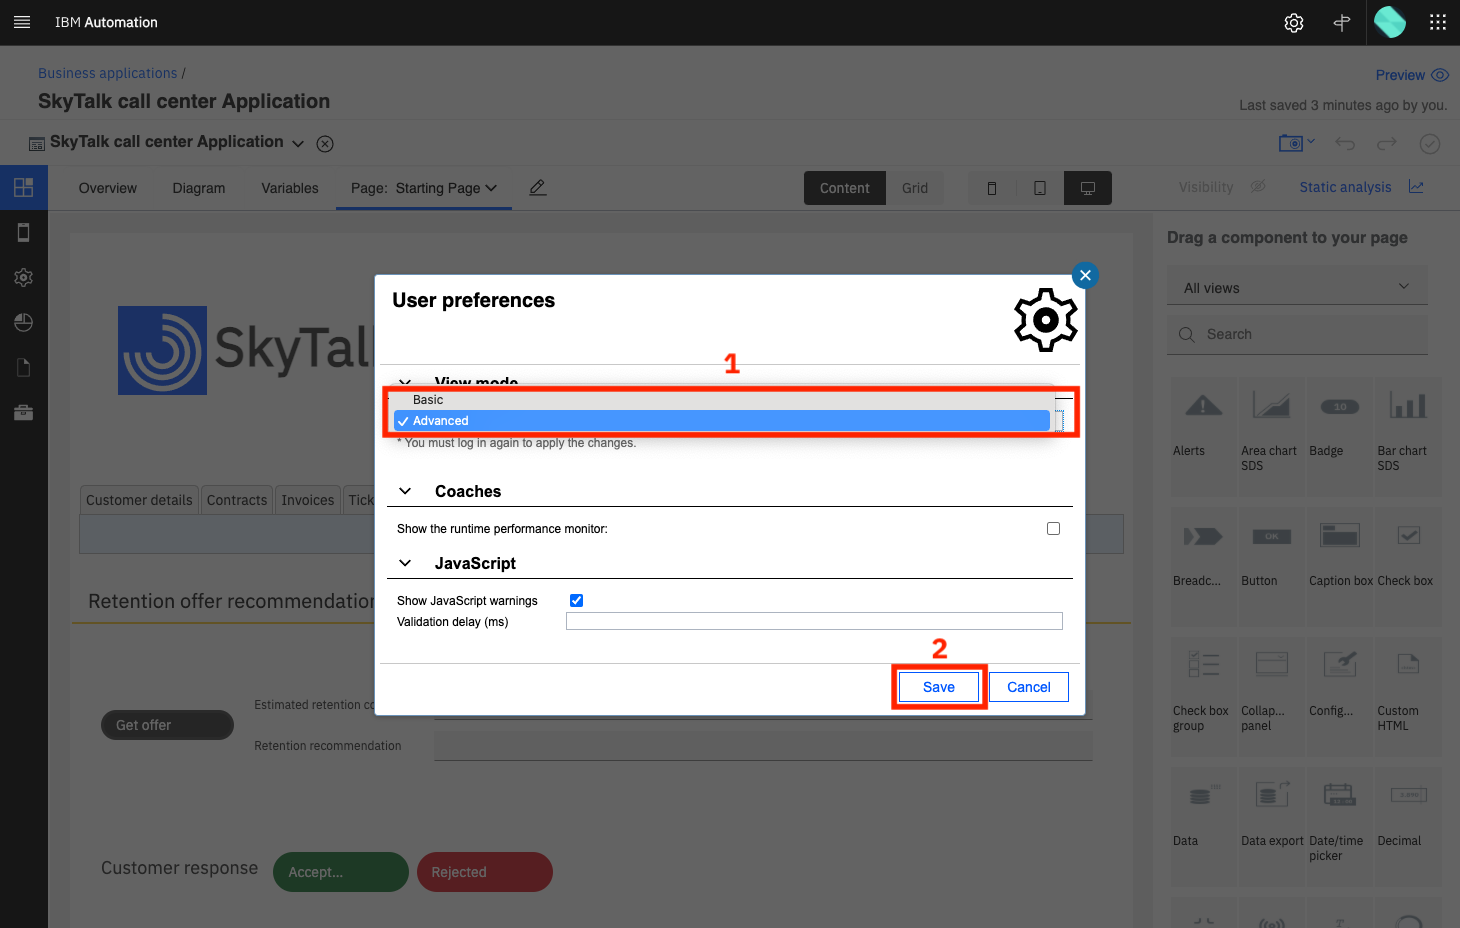 IBM Automation
Business applications /
Preview
SkyTalk call center Application
Last saved 3 minutes ago by you.
SkyTalk call center Application
Overview
Diagram
Variables
Page: Starting Page
Content
Grid
Visibility
Static analysis
Drag a component to your page
All views
Search
SkyTal
User preferences
1
View mode
Basic
Advanced
* You must log in again to apply the changes.
Coaches
Show the runtime performance monitor:
JavaScript
Show JavaScript warnings
Validation delay (ms)
2
Save
Cancel
Customer details
Contracts
Invoices
Tick
Retention offer recommendation
Get offer
Estimated retention co
Retention recommendation
Customer response
Accept...
Rejected
10
Alerts
Area chart SDS
Badge
Bar chart SDS
OK
Breadc...
Button
Caption box
Check box
Check box group
Collap... panel
Config...
Custom HTML
Data
Data export
Date/time picker
Decimal